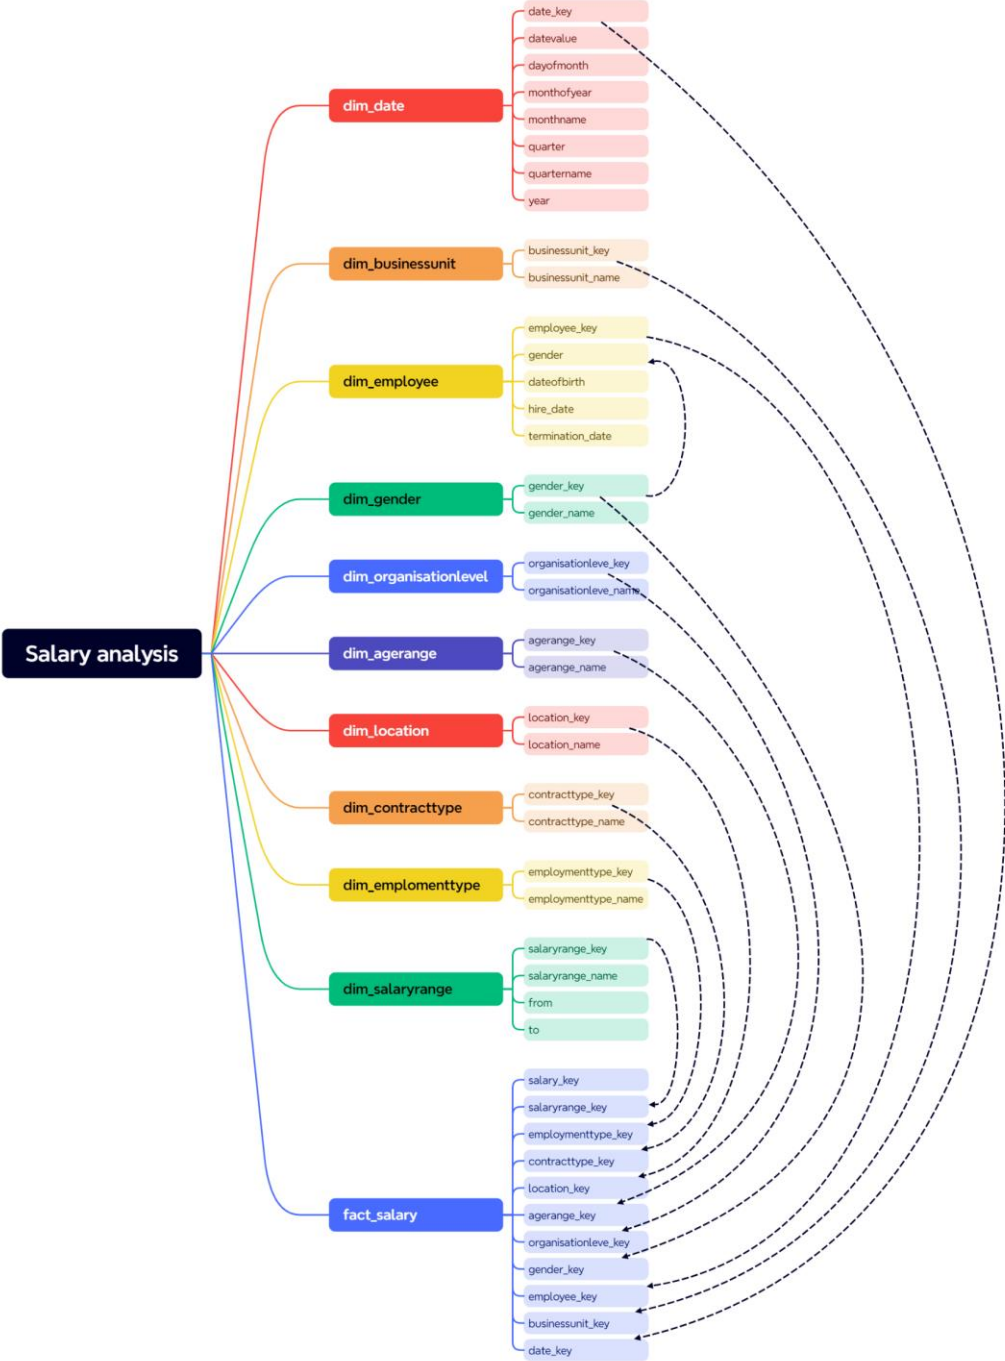 Salary analysis
dim_date
date_key
datevalue
dayofmonth
monthofyear
monthname
quarter
quartername
year
dim_businessunit
businessunit_key
businessunit_name
dim_employee
employee_key
gender
dateofbirth
hire_date
termination_date
dim_gender
gender_key
gender_name
dim_organisationlevel
organisationleve_key
organisationleve_name
dim_agerange
agerange_key
agerange_name
dim_location
location_key
location_name
dim_contracttype
contracttype_key
contracttype_name
dim_emplomenttype
employmenttype_key
employmenttype_name
dim_salaryrange
salaryrange_key
salaryrange_name
from
to
fact_salary
salary_key
salaryrange_key
employmenttype_key
contracttype_key
location_key
agerange_key
organisationleve_key
gender_key
employee_key
businessunit_key
date_key